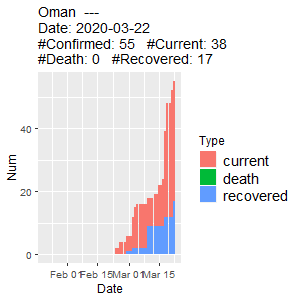 Oman  ---
Date: 2020-03-22
#Confirmed: 55   #Current: 38
#Death: 0   #Recovered: 17
Num
40
20
0
Feb 01
Feb 15
Mar 01
Mar 15
Date
Type
current
death
recovered